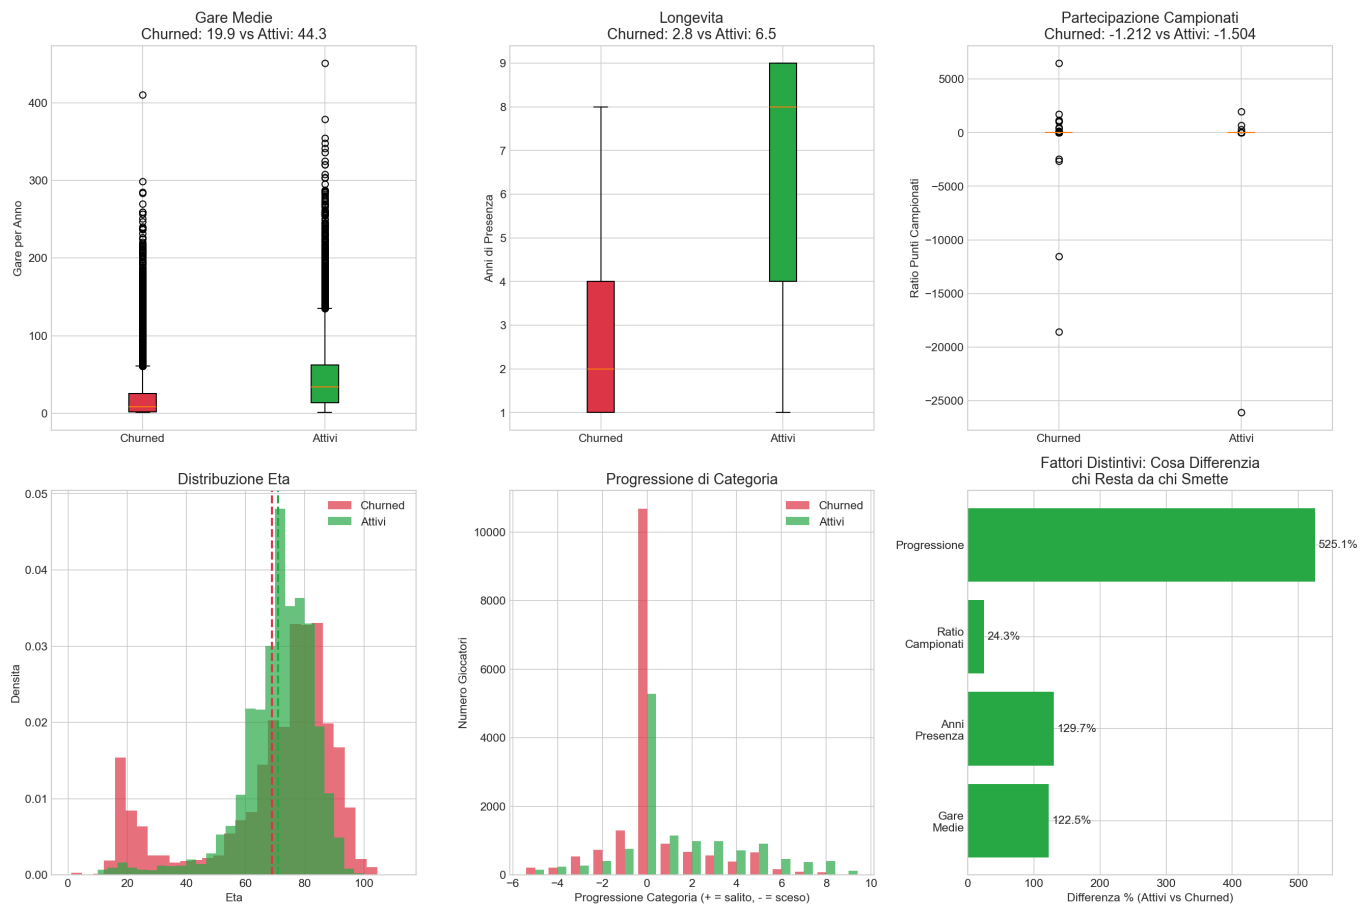 Gare Medie
Churned: 19.9 vs Attivi: 44.3
Gare per Anno
400
300
200
100
0
Churned
Attivi
Longevita
Churned: 2.8 vs Attivi: 6.5
Anni di Presenza
9
8
7
6
5
4
3
2
1
Churned
Attivi
Partecipazione Campionati
Churned: -1.212 vs Attivi: -1.504
Ratio Punti Campionati
5000
0
−5000
−10000
−15000
−20000
−25000
Churned
Attivi
Distribuzione Eta
Churned
Attivi
Densita
0.05
0.04
0.03
0.02
0.01
0.00
0 20 40 60 80 100
Eta
Progressione di Categoria
Churned
Attivi
Numero Giocatori
10000
8000
6000
4000
2000
0
−6 −4 −2 0 2 4 6 8 10
Progressione Categoria (+ = salito, - = sceso)
Fattori Distintivi: Cosa Differenzia
chi Resta da chi Smette
Progressione
525.1%
Ratio
Campionati
24.3%
Anni
Presenza
129.7%
Gare
Medie
122.5%
0 100 200 300 400 500
Differenza % (Attivi vs Churned)